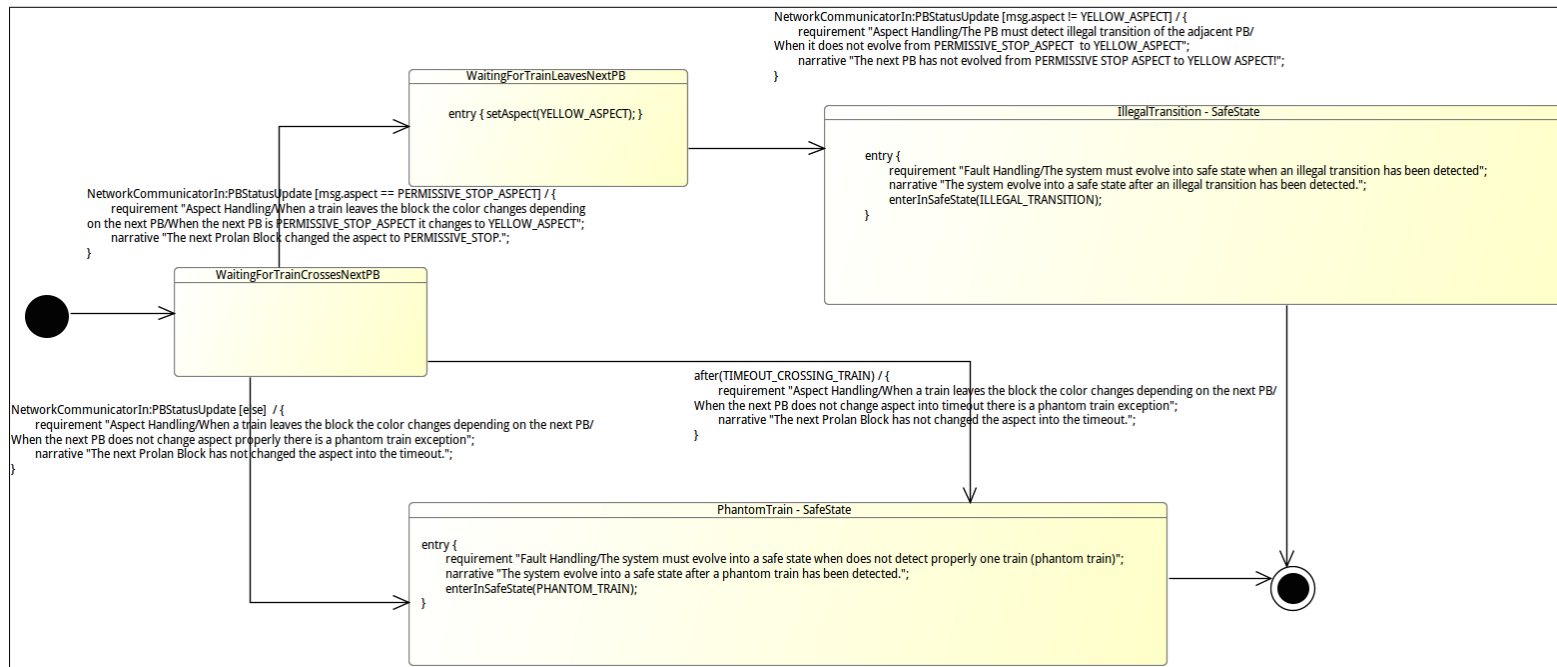 NetworkCommunicatorIn:PBStatusUpdate [msg.aspect != YELLOW_ASPECT] / {
requirement "Aspect Handling/The PB must detect illegal transition of the adjacent PB/
When it does not evolve from PERMISSIVE_STOP_ASPECT  to YELLOW_ASPECT";
narrative "The next PB has not evolved from PERMISSIVE STOP ASPECT to YELLOW ASPECT!";
}
WaitingForTrainLeavesNextPB
entry { setAspect(YELLOW_ASPECT); }
IllegalTransition - SafeState
entry {
requirement "Fault Handling/The system must evolve into safe state when an illegal transition has been detected";
narrative "The system evolve into a safe state after an illegal transition has been detected.";
enterInSafeState(ILLEGAL_TRANSITION);
}
NetworkCommunicatorIn:PBStatusUpdate [msg.aspect == PERMISSIVE_STOP_ASPECT] / {
requirement "Aspect Handling/When a train leaves the block the color changes depending
on the next PB/When the next PB is PERMISSIVE_STOP_ASPECT it changes to YELLOW_ASPECT";
narrative "The next Prolan Block changed the aspect to PERMISSIVE_STOP.";
}
WaitingForTrainCrossesNextPB
after(TIMEOUT_CROSSING_TRAIN) / {
requirement "Aspect Handling/When a train leaves the block the color changes depending on the next PB/
When the next PB does not change aspect into timeout there is a phantom train exception";
narrative "The next Prolan Block has not changed the aspect into the timeout.";
}
NetworkCommunicatorIn:PBStatusUpdate [else]  / {
requirement "Aspect Handling/When a train leaves the block the color changes depending on the next PB/
When the next PB does not change aspect properly there is a phantom train exception";
narrative "The next Prolan Block has not changed the aspect into the timeout.";
}
PhantomTrain - SafeState
entry {
requirement "Fault Handling/The system must evolve into a safe state when does not detect properly one train (phantom train)";
narrative "The system evolve into a safe state after a phantom train has been detected.";
enterInSafeState(PHANTOM_TRAIN);
}